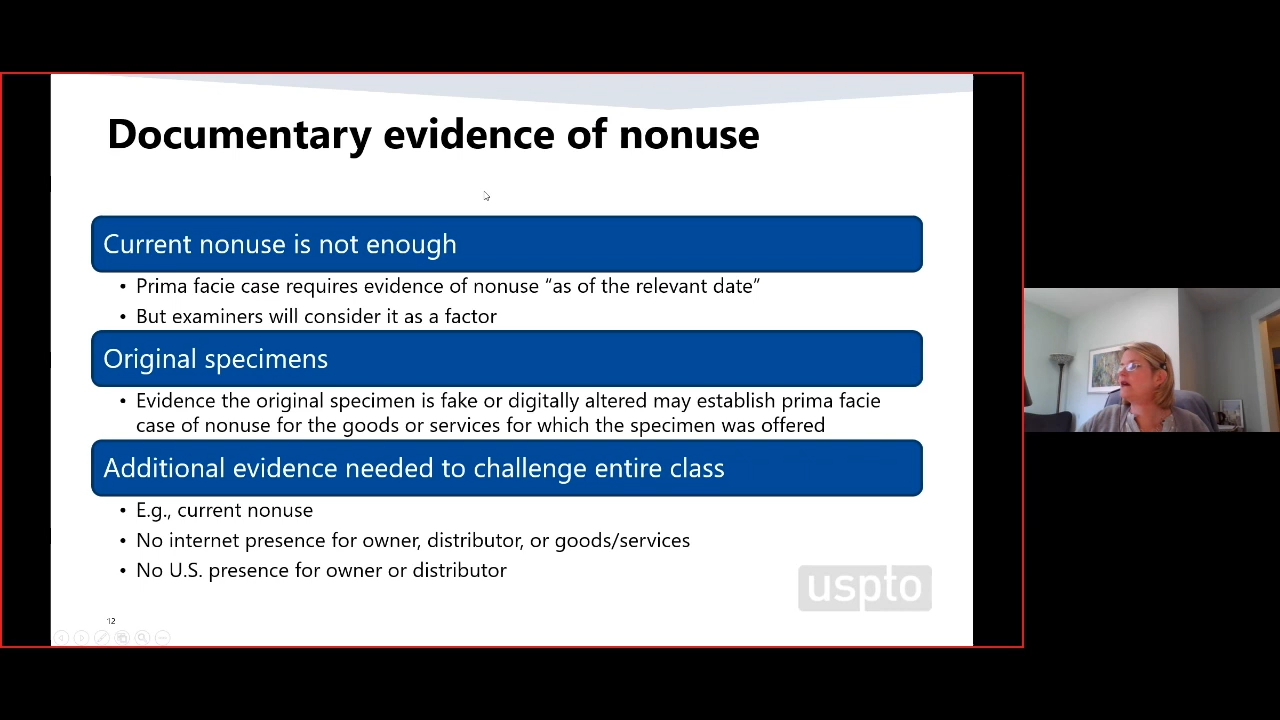 Documentary evidence of nonuse
Current nonuse is not enough
• Prima facie case requires evidence of nonuse “as of the relevant date”
• But examiners will consider it as a factor
Original specimens
• Evidence the original specimen is fake or digitally altered may establish prima facie
case of nonuse for the goods or services for which the specimen was offered
Additional evidence needed to challenge entire class
• E.g., current nonuse
• No internet presence for owner, distributor, or goods/services
• No U.S. presence for owner or distributor
uspto
12